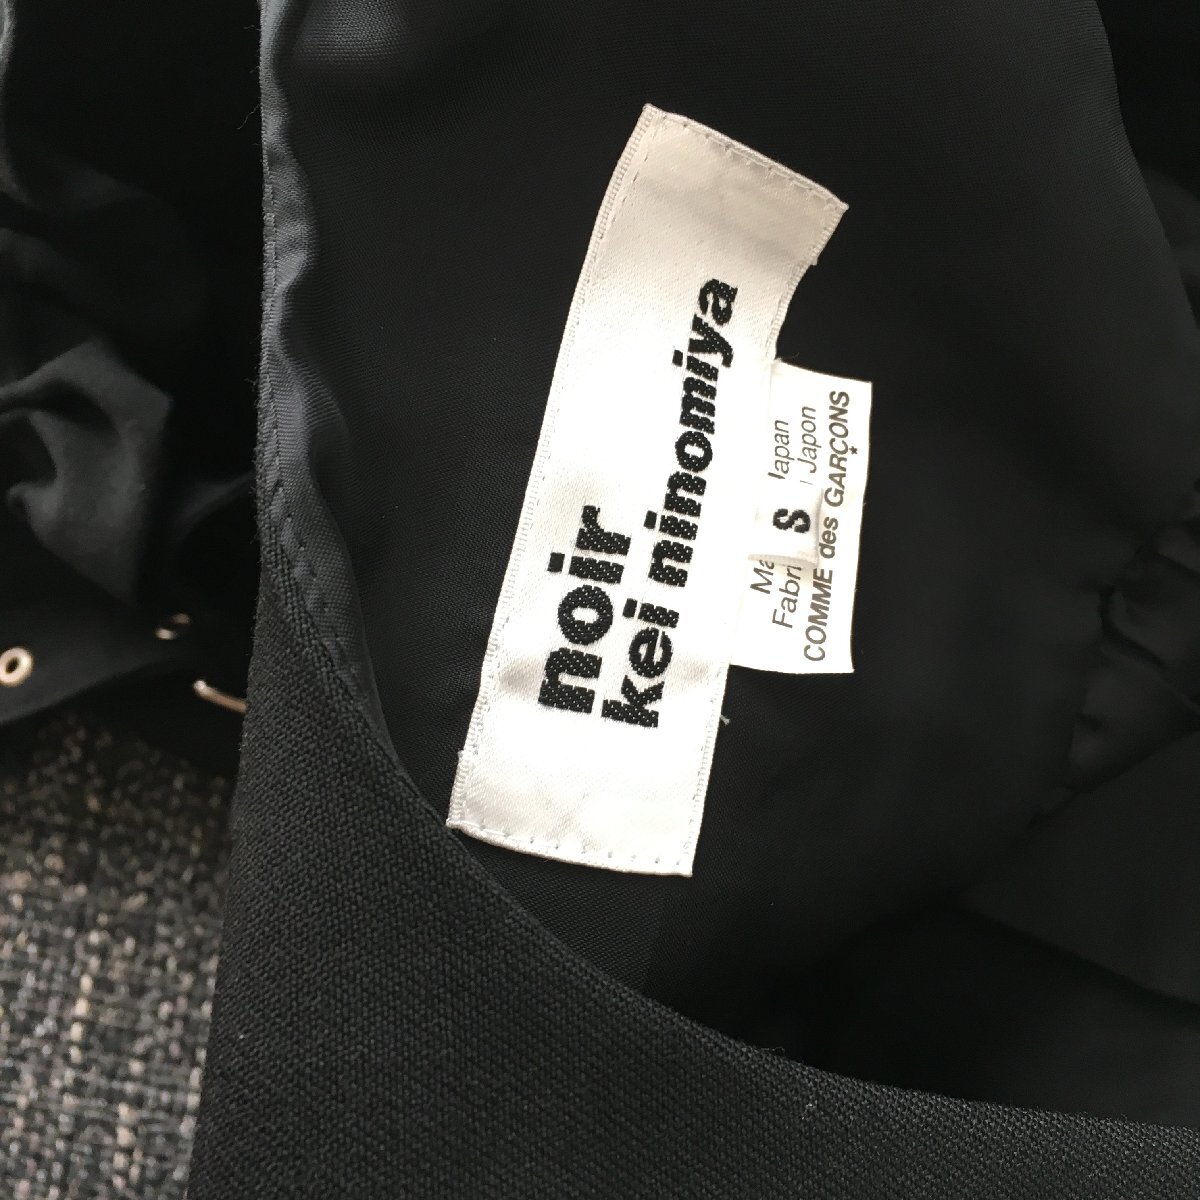 noir
kei ninomiya
S
Japan
Japon
COMME des GARÇONS